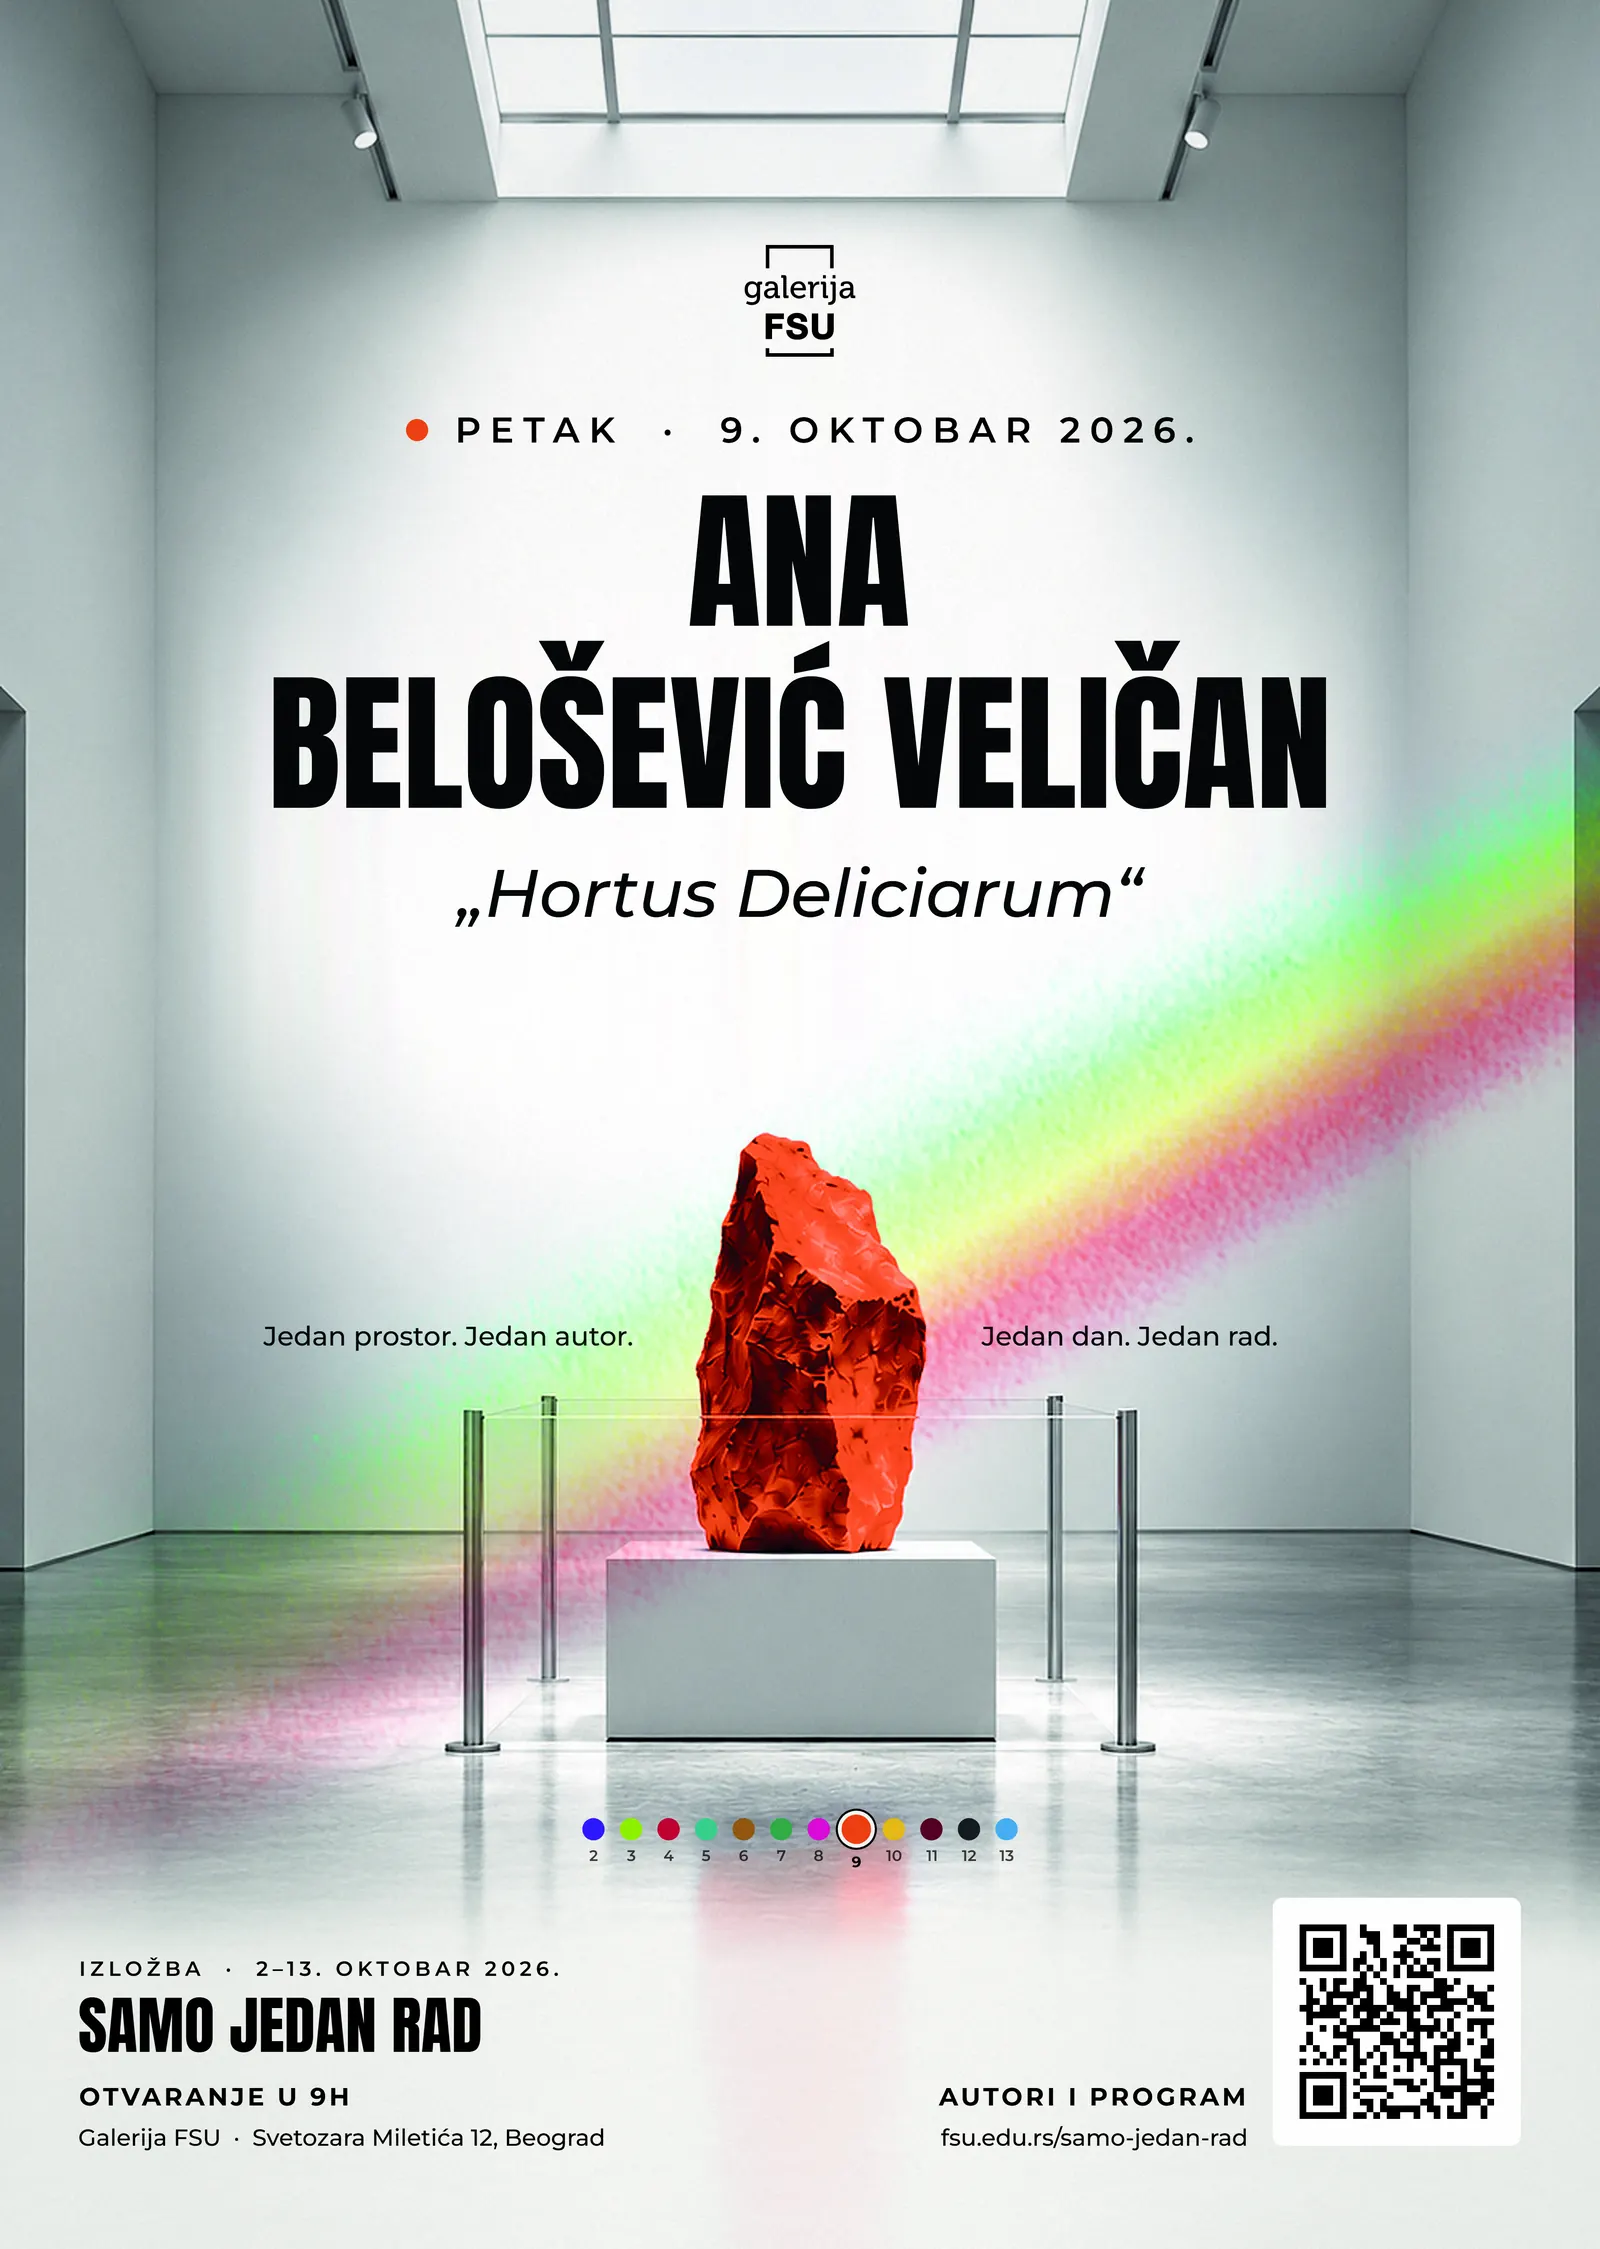 galerija
FSU
PETAK · 9. OKTOBAR 2026.
ANA
BELOŠEVIĆ VELIČAN
„Hortus Deliciarum“
Jedan prostor. Jedan autor.
Jedan dan. Jedan rad.
2 3 4 5 6 7 8 9 10 11 12 13
IZLOŽBA · 2–13. OKTOBAR 2026.
SAMO JEDAN RAD
OTVARANJE U 9H
Galerija FSU · Svetozara Miletića 12, Beograd
AUTORI I PROGRAM
fsu.edu.rs/samo-jedan-rad